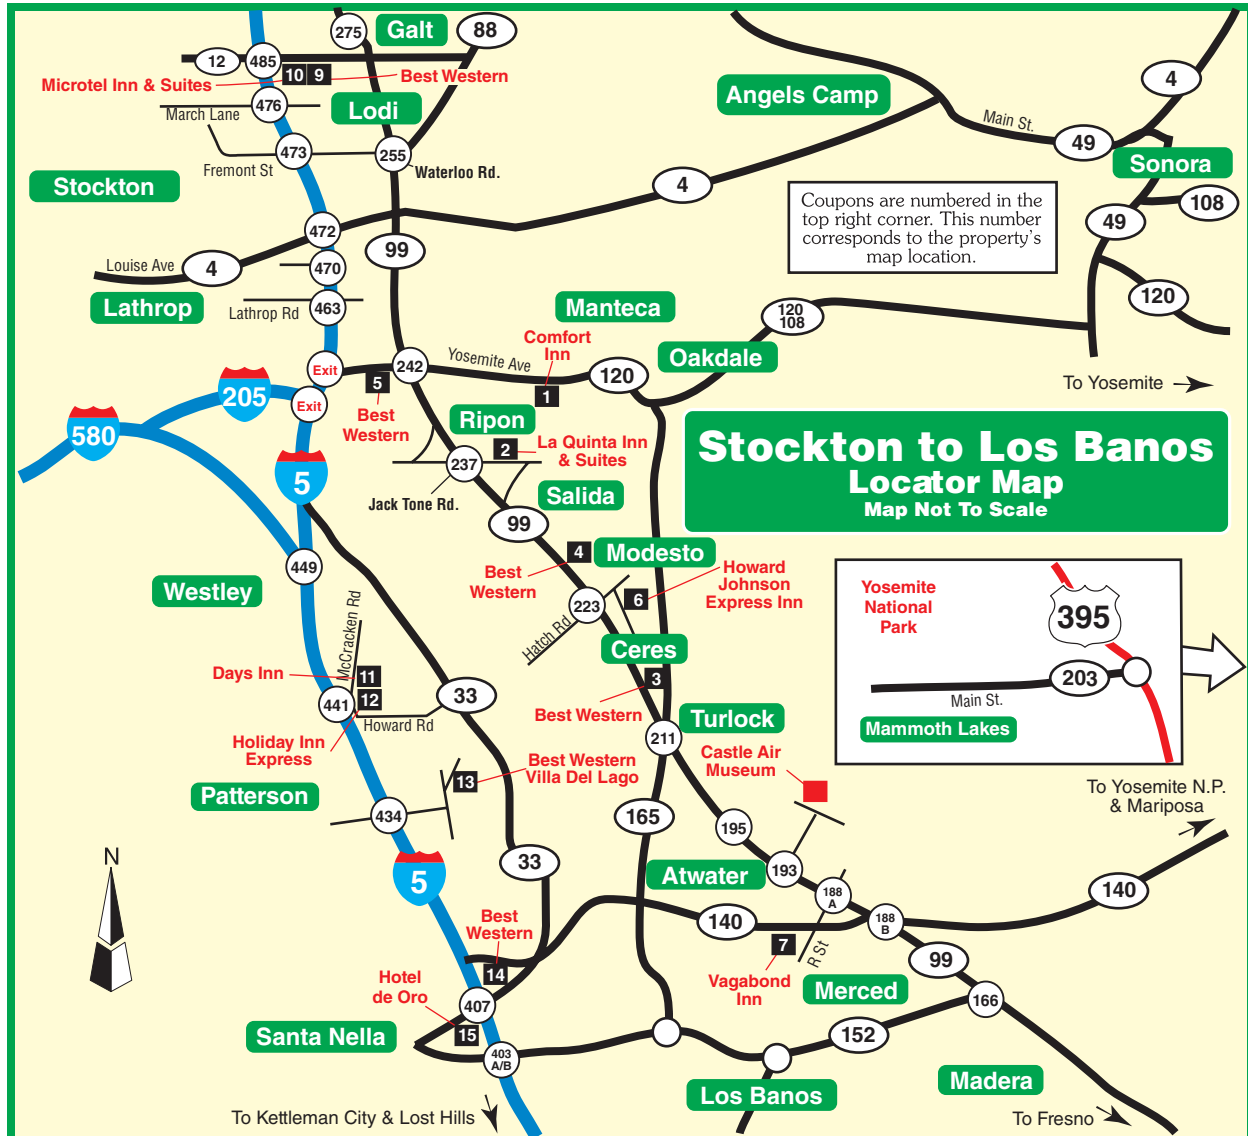 275
Galt
88
12
485
10
9
Best Western
Microtel Inn & Suites
476
March Lane
Lodi
473
255
Fremont St
Waterloo Rd.
Stockton
Angels Camp
4
Main St.
49
Sonora
108
49
120
4
Coupons are numbered in the
top right corner. This number
corresponds to the property's
map location.
472
99
Louise Ave
4
470
Lathrop
463
Lathrop Rd
Manteca
120
108
Comfort
Inn
Oakdale
Yosemite Ave
Exit
242
120
5
1
To Yosemite
205
Exit
Best
Western
580
Ripon
2
La Quinta Inn
& Suites
237
Jack Tone Rd.
Salida
5
99
Stockton to Los Banos
Locator Map
Map Not To Scale
4
Modesto
Best
Western
449
Westley
Howard
Johnson
Express Inn
6
223
Hatch Rd
Ceres
McCracken Rd
Days Inn
11
12
3
Best Western
33
441
Howard Rd
Holiday Inn
Express
Turlock
211
Yosemite
National
Park
395
203
Main St.
Mammoth Lakes
Castle Air
Museum
Best Western
Villa Del Lago
13
Patterson
434
165
195
To Yosemite N.P.
& Mariposa
N
5
33
Atwater
193
188
A
188
B
140
140
R St
7
99
Best
Western
14
Vagabond
Inn
Merced
Hotel
de Oro
407
166
15
Santa Nella
403
A/B
152
Los Banos
Madera
To Kettleman City & Lost Hills
To Fresno